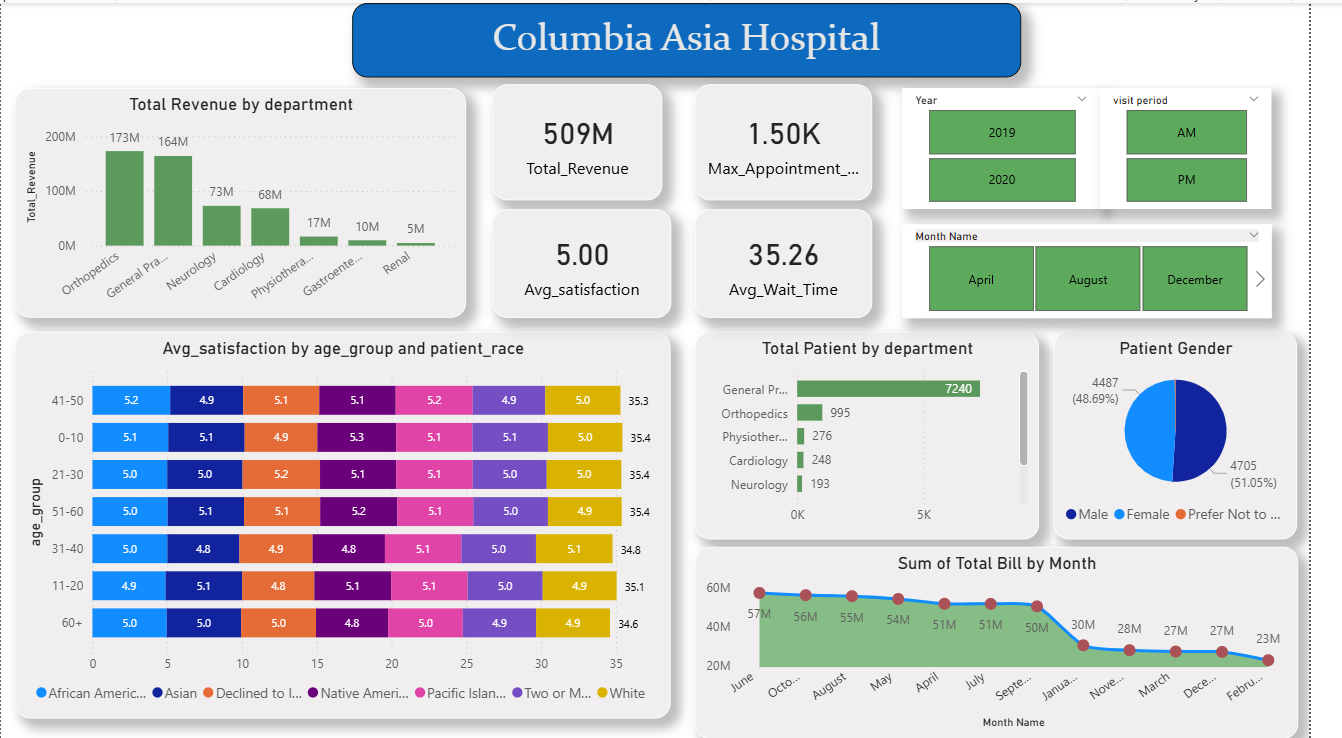 Columbia Asia Hospital
Total Revenue by department
Total_Revenue
200M
100M
0M
173M
164M
73M
68M
17M
10M
5M
Orthopedics
General Pra...
Neurology
Cardiology
Physiothera...
Gastroente...
Renal
509M
Total_Revenue
1.50K
Max_Appointment_...
5.00
Avg_satisfaction
35.26
Avg_Wait_Time
Year
2019
2020
visit period
AM
PM
Month Name
April
August
December
Avg_satisfaction by age_group and patient_race
age_group
41-50 5.2 4.9 5.1 5.1 5.2 4.9 5.0 35.3
0-10 5.1 5.1 4.9 5.3 5.1 5.1 5.0 35.4
21-30 5.0 5.0 5.2 5.1 5.1 5.0 5.0 35.4
51-60 5.0 5.1 5.1 5.2 5.1 5.0 4.9 35.4
31-40 5.0 4.8 4.9 4.8 5.1 5.0 5.1 34.8
11-20 4.9 5.1 4.8 5.1 5.1 5.0 4.9 35.1
60+ 5.0 5.0 5.0 4.8 5.0 4.9 4.9 34.6
0 5 10 15 20 25 30 35
African Americ... Asian Declined to I... Native Ameri... Pacific Islan... Two or M... White
Total Patient by department
General Pr... 7240
Orthopedics 995
Physiother... 276
Cardiology 248
Neurology 193
0K 5K
Patient Gender
4487
(48.69%)
4705
(51.05%)
Male Female Prefer Not to ...
Sum of Total Bill by Month
60M
40M
20M
57M 56M 55M 54M 51M 51M 50M 30M 28M 27M 27M 23M
June Octo... August May April July Septe... Janua... Nove... March Dece... Febru...
Month Name